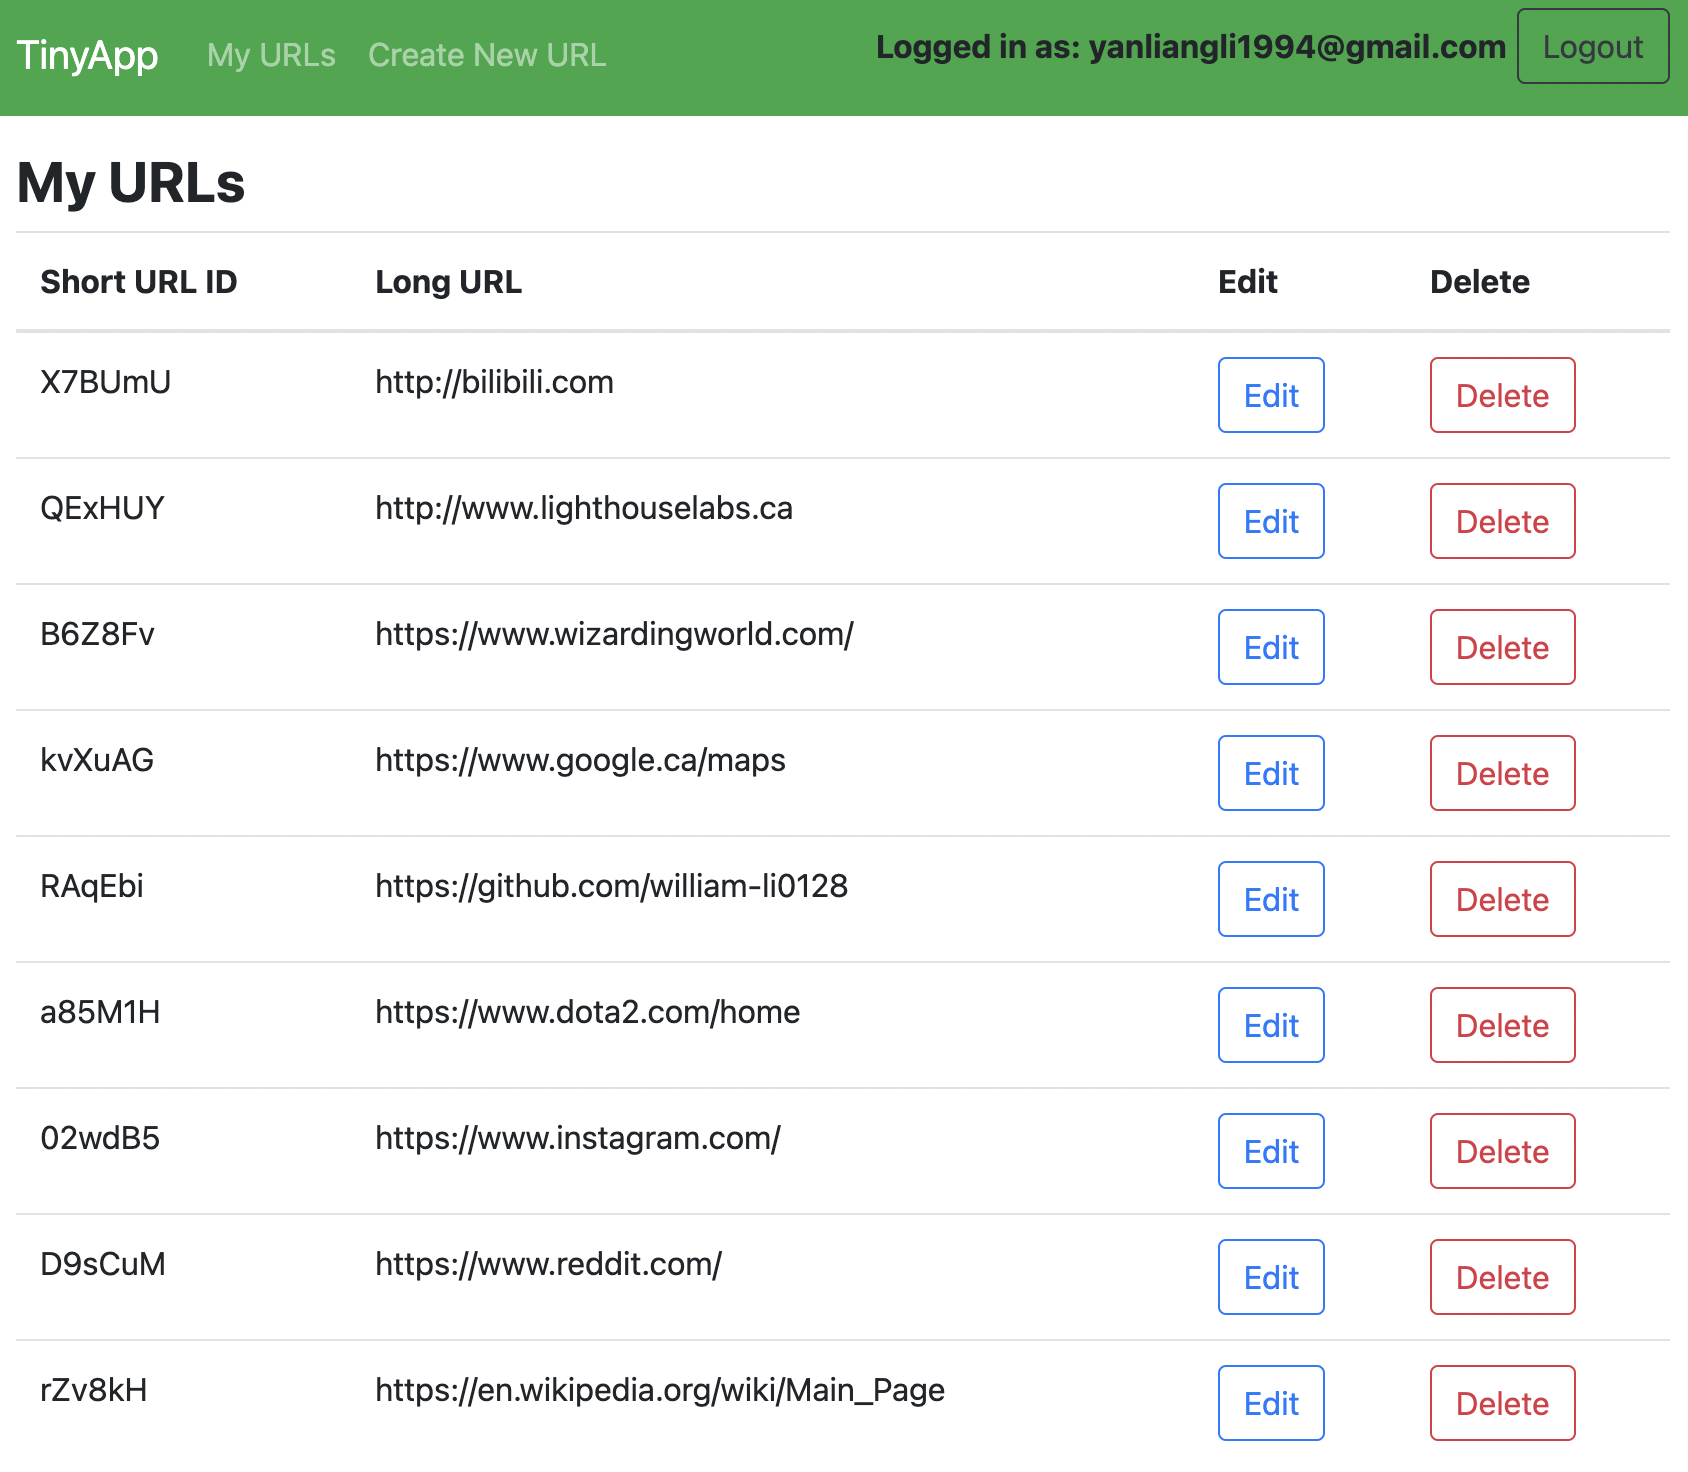 TinyApp My URLs Create New URL Logged in as: yanliangli1994@gmail.com Logout
My URLs
Short URL ID Long URL Edit Delete
X7BUmU http://bilibili.com Edit Delete
QExHUY http://www.lighthouselabs.ca Edit Delete
B6Z8Fv https://www.wizardingworld.com/ Edit Delete
kvXuAG https://www.google.ca/maps Edit Delete
RAqEbi https://github.com/william-li0128 Edit Delete
a85M1H https://www.dota2.com/home Edit Delete
02wdB5 https://www.instagram.com/ Edit Delete
D9sCuM https://www.reddit.com/ Edit Delete
rZv8kH https://en.wikipedia.org/wiki/Main_Page Edit Delete